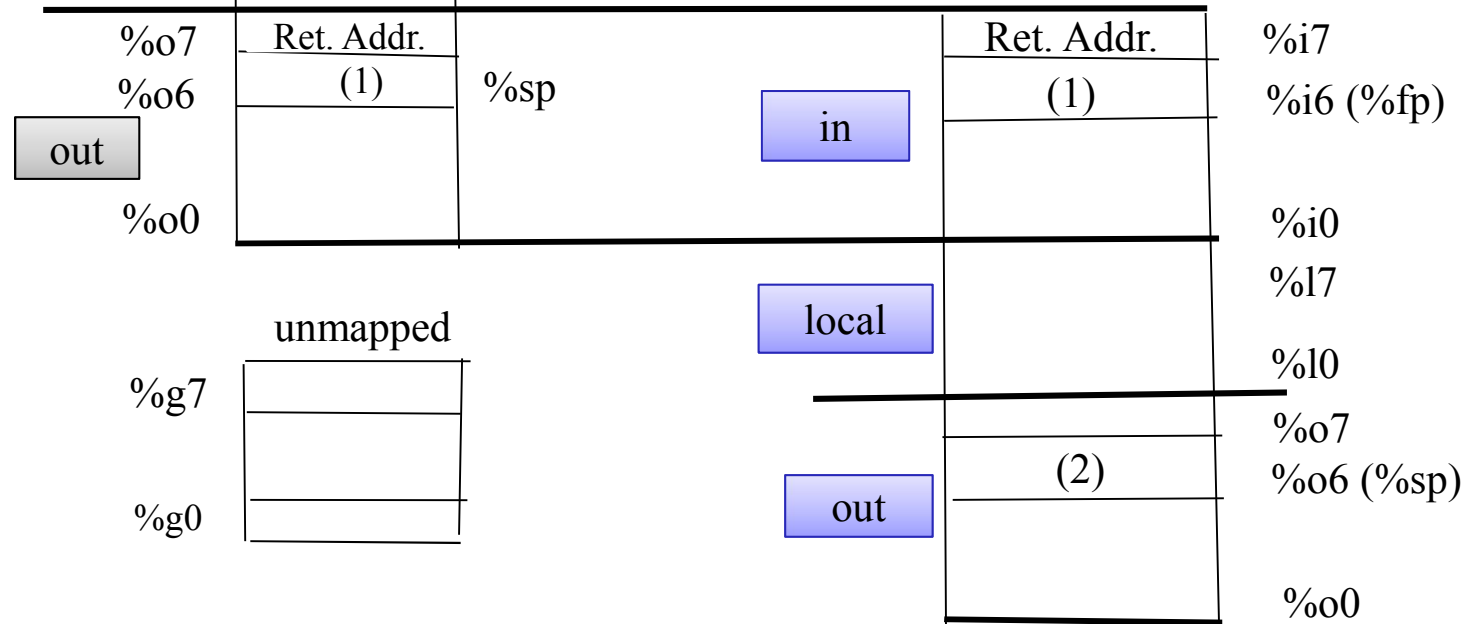 %o7 Ret. Addr. Ret. Addr. %i7
%o6 (1) %sp (1) %i6 (%fp)
out in
%o0 %i0
%l7
unmapped local
%l0
%g7
%o7
(2) %o6 (%sp)
%g0 out
%o0